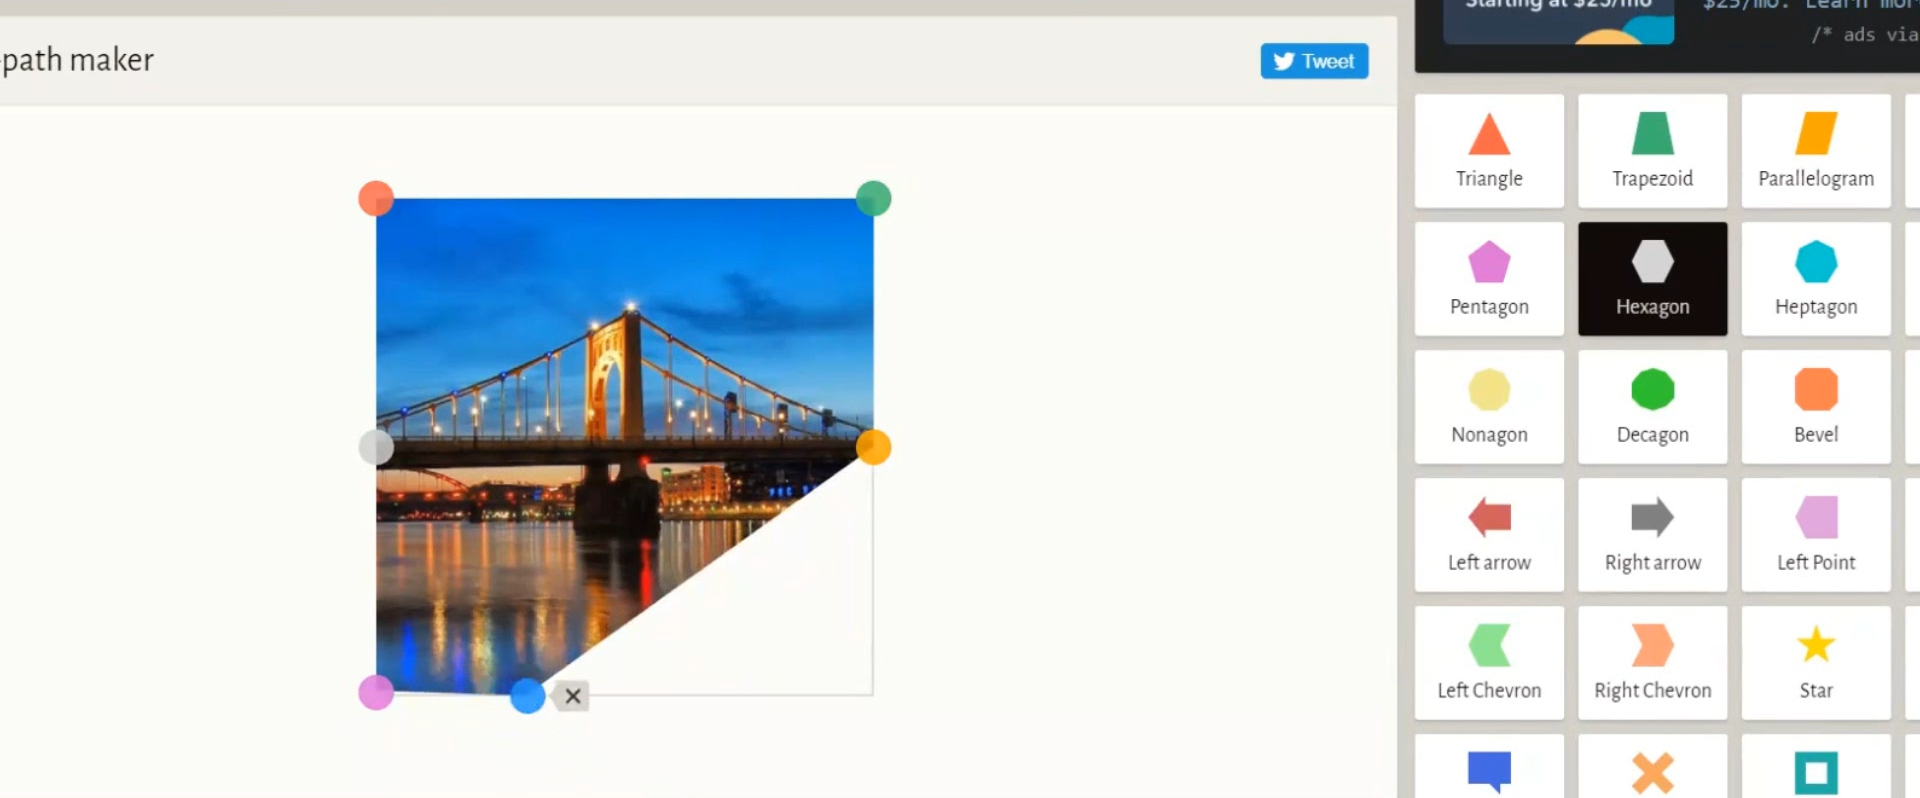 Starting at $25/mo
$25/mo. Learn mor
/* ads via
path maker
Tweet
Triangle
Trapezoid
Parallelogram
Pentagon
Hexagon
Heptagon
Nonagon
Decagon
Bevel
Left arrow
Right arrow
Left Point
Left Chevron
Right Chevron
Star